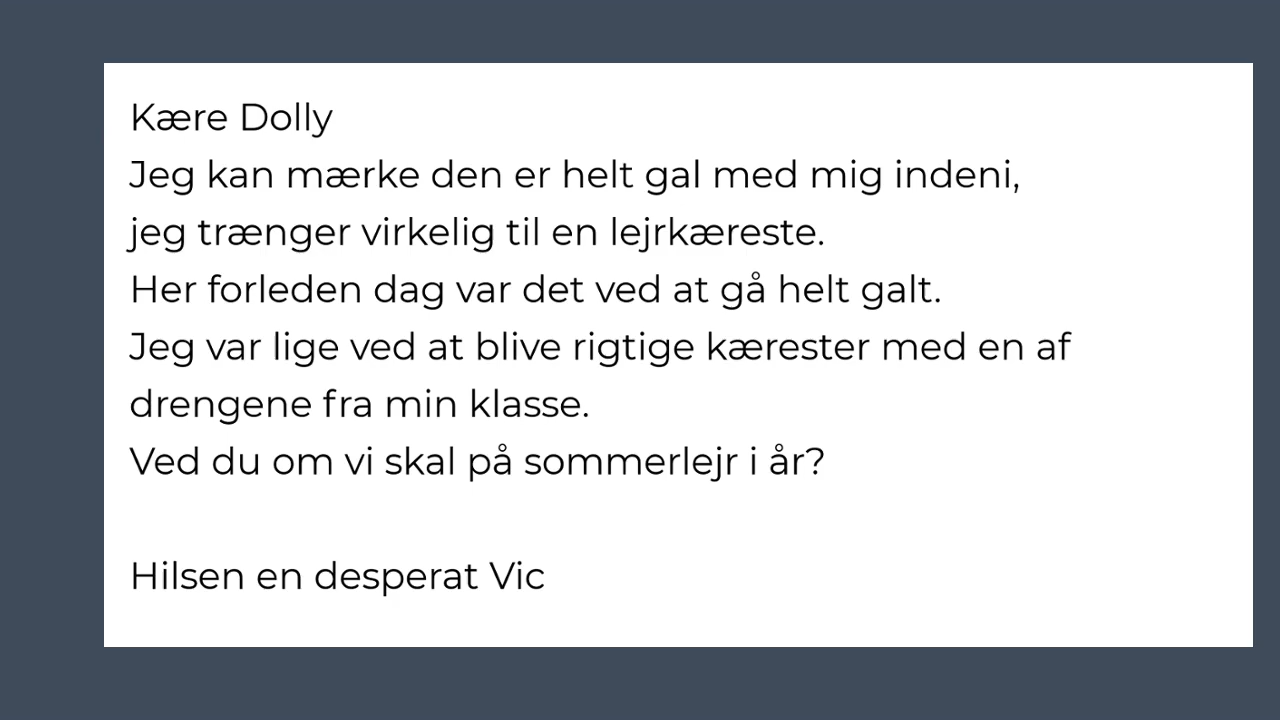 Kære Dolly
Jeg kan mærke den er helt gal med mig indeni,
jeg trænger virkelig til en lejrkæreste.
Her forleden dag var det ved at gå helt galt.
Jeg var lige ved at blive rigtige kærester med en af
drengene fra min klasse.
Ved du om vi skal på sommerlejr i år?
Hilsen en desperat Vic